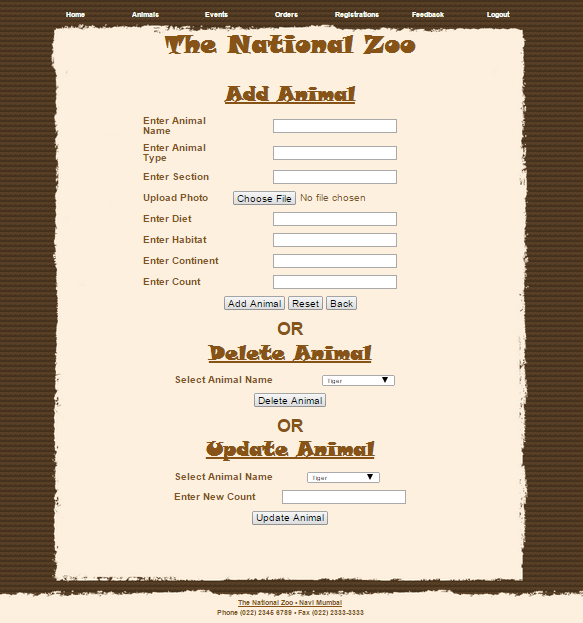 Home Animals Events Orders Registrations Feedback Logout
The National Zoo
Add Animal
Enter Animal
Name
Enter Animal
Type
Enter Section
Upload Photo Choose File No file chosen
Enter Diet
Enter Habitat
Enter Continent
Enter Count
Add Animal Reset Back
OR
Delete Animal
Select Animal Name Tiger
Delete Animal
OR
Update Animal
Select Animal Name Tiger
Enter New Count
Update Animal
The National Zoo • Navi Mumbai
Phone (022) 2345 6789 • Fax (022) 2333-3333